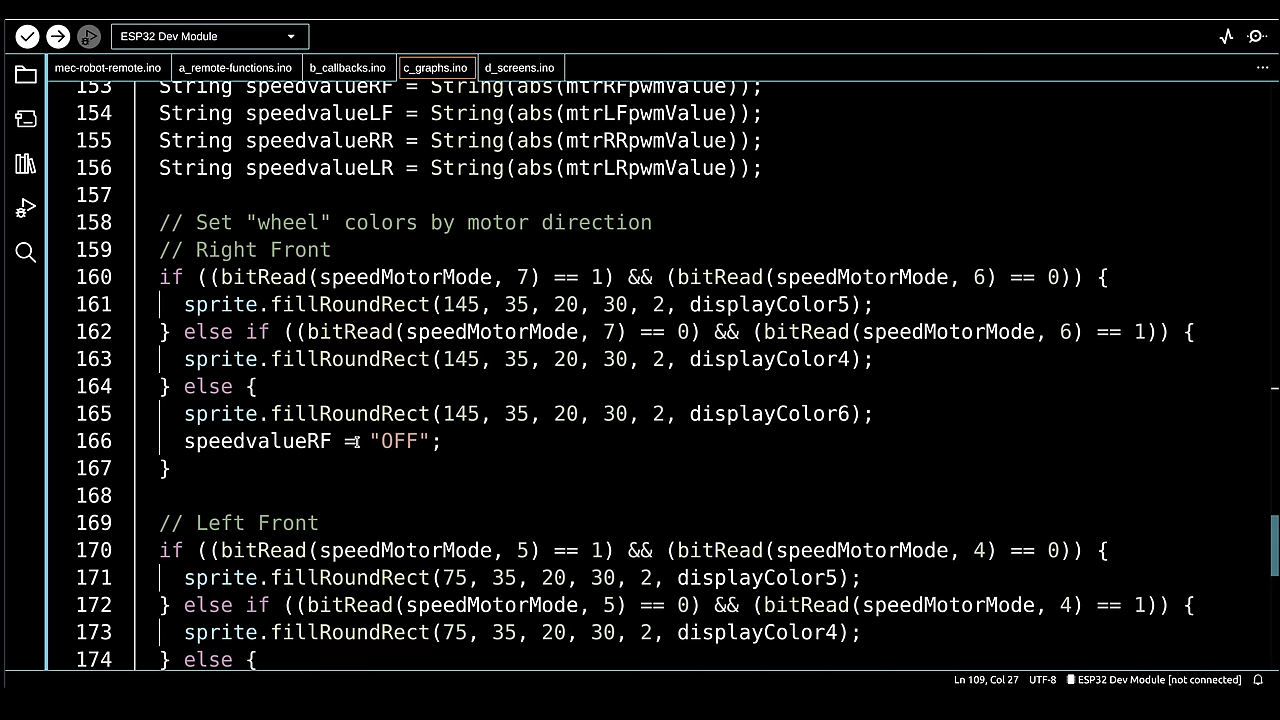 ESP32 Dev Module
mec-robot-remote.ino a_remote-functions.ino b_callbacks.ino c_graphs.ino d_screens.ino
153 String speedvalueRF = String(abs(mtrRFpwmValue));
154 String speedvalueLF = String(abs(mtrLFpwmValue));
155 String speedvalueRR = String(abs(mtrRRpwmValue));
156 String speedvalueLR = String(abs(mtrLRpwmValue));
157
158 // Set "wheel" colors by motor direction
159 // Right Front
160 if ((bitRead(speedMotorMode, 7) == 1) && (bitRead(speedMotorMode, 6) == 0)) {
161 sprite.fillRoundRect(145, 35, 20, 30, 2, displayColor5);
162 } else if ((bitRead(speedMotorMode, 7) == 0) && (bitRead(speedMotorMode, 6) == 1)) {
163 sprite.fillRoundRect(145, 35, 20, 30, 2, displayColor4);
164 } else {
165 sprite.fillRoundRect(145, 35, 20, 30, 2, displayColor6);
166 speedvalueRF = "OFF";
167 }
168
169 // Left Front
170 if ((bitRead(speedMotorMode, 5) == 1) && (bitRead(speedMotorMode, 4) == 0)) {
171 sprite.fillRoundRect(75, 35, 20, 30, 2, displayColor5);
172 } else if ((bitRead(speedMotorMode, 5) == 0) && (bitRead(speedMotorMode, 4) == 1)) {
173 sprite.fillRoundRect(75, 35, 20, 30, 2, displayColor4);
174 } else {
Ln 109, Col 27 UTF-8 ESP32 Dev Module [not connected]